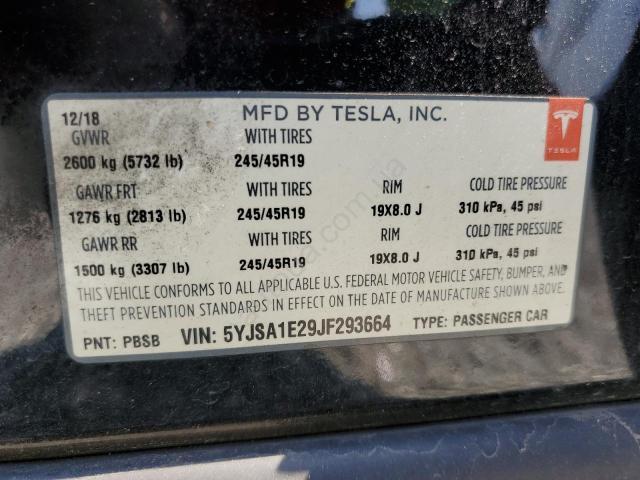 12/18 MFD BY TESLA, INC.
GVWR WITH TIRES
2600 kg (5732 lb) 245/45R19
TESLA
GAWR FRT WITH TIRES RIM COLD TIRE PRESSURE
1276 kg (2813 lb) 245/45R19 19X8.0 J 310 kPa, 45 psi
GAWR RR WITH TIRES RIM COLD TIRE PRESSURE
1500 kg (3307 lb) 245/45R19 19X8.0 J 310 kPa, 45 psi
THIS VEHICLE CONFORMS TO ALL APPLICABLE U.S. FEDERAL MOTOR VEHICLE SAFETY, BUMPER, AND
THEFT PREVENTION STANDARDS IN EFFECT ON THE DATE OF MANUFACTURE SHOWN ABOVE.
PNT: PBSB VIN: 5YJSA1E29JF293664 TYPE: PASSENGER CAR